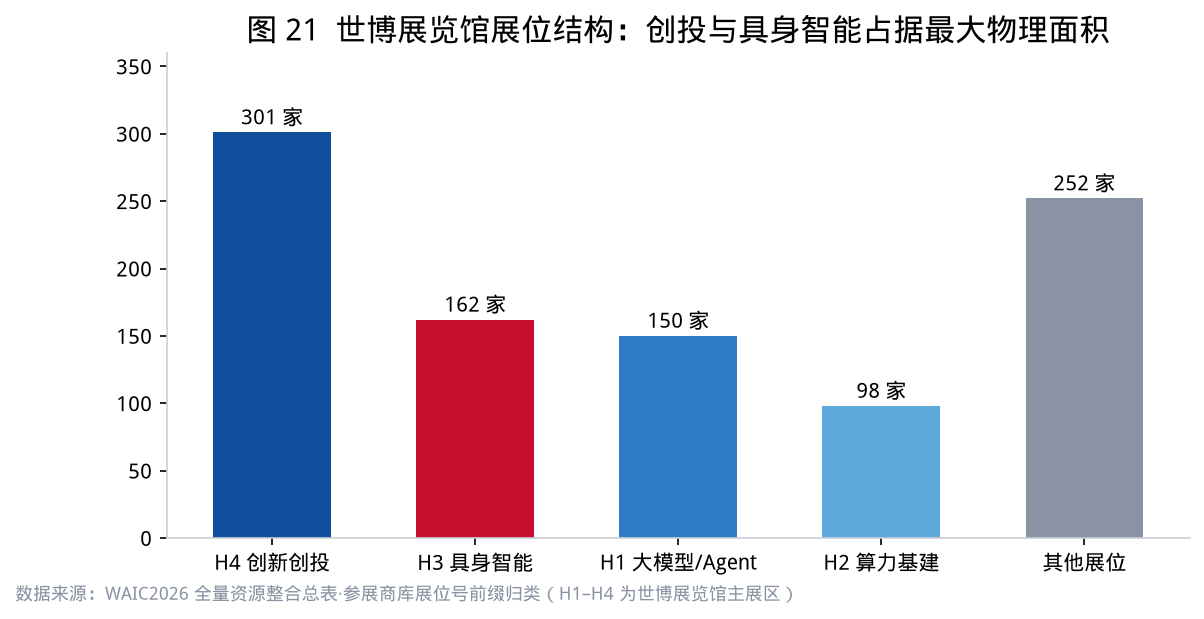 图 21 世博展览馆展位结构：创投与具身智能占据最大物理面积
350
300
250
200
150
100
50
0
301 家
162 家
150 家
98 家
252 家
H4 创新创投
H3 具身智能
H1 大模型/Agent
H2 算力基建
其他展位
数据来源：WAIC2026 全量资源整合总表·参展商库展位号前缀归类（H1–H4 为世博展览馆主展区）